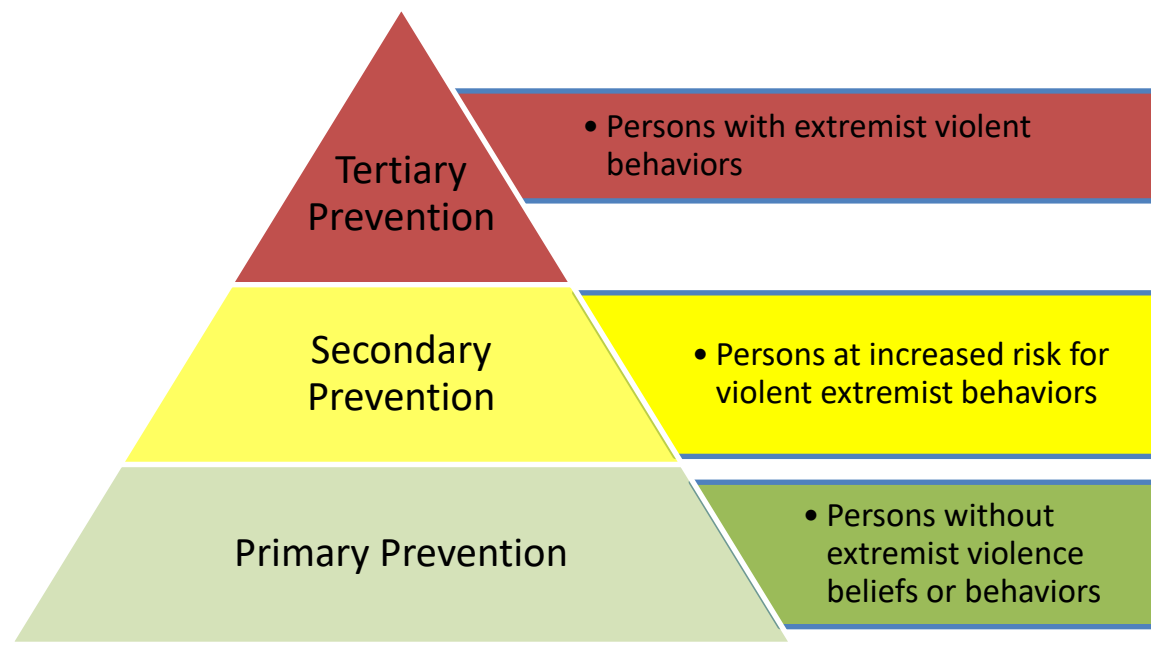 Tertiary
Prevention
• Persons with extremist violent
behaviors
Secondary
Prevention
• Persons at increased risk for
violent extremist behaviors
Primary Prevention
• Persons without
extremist violence
beliefs or behaviors